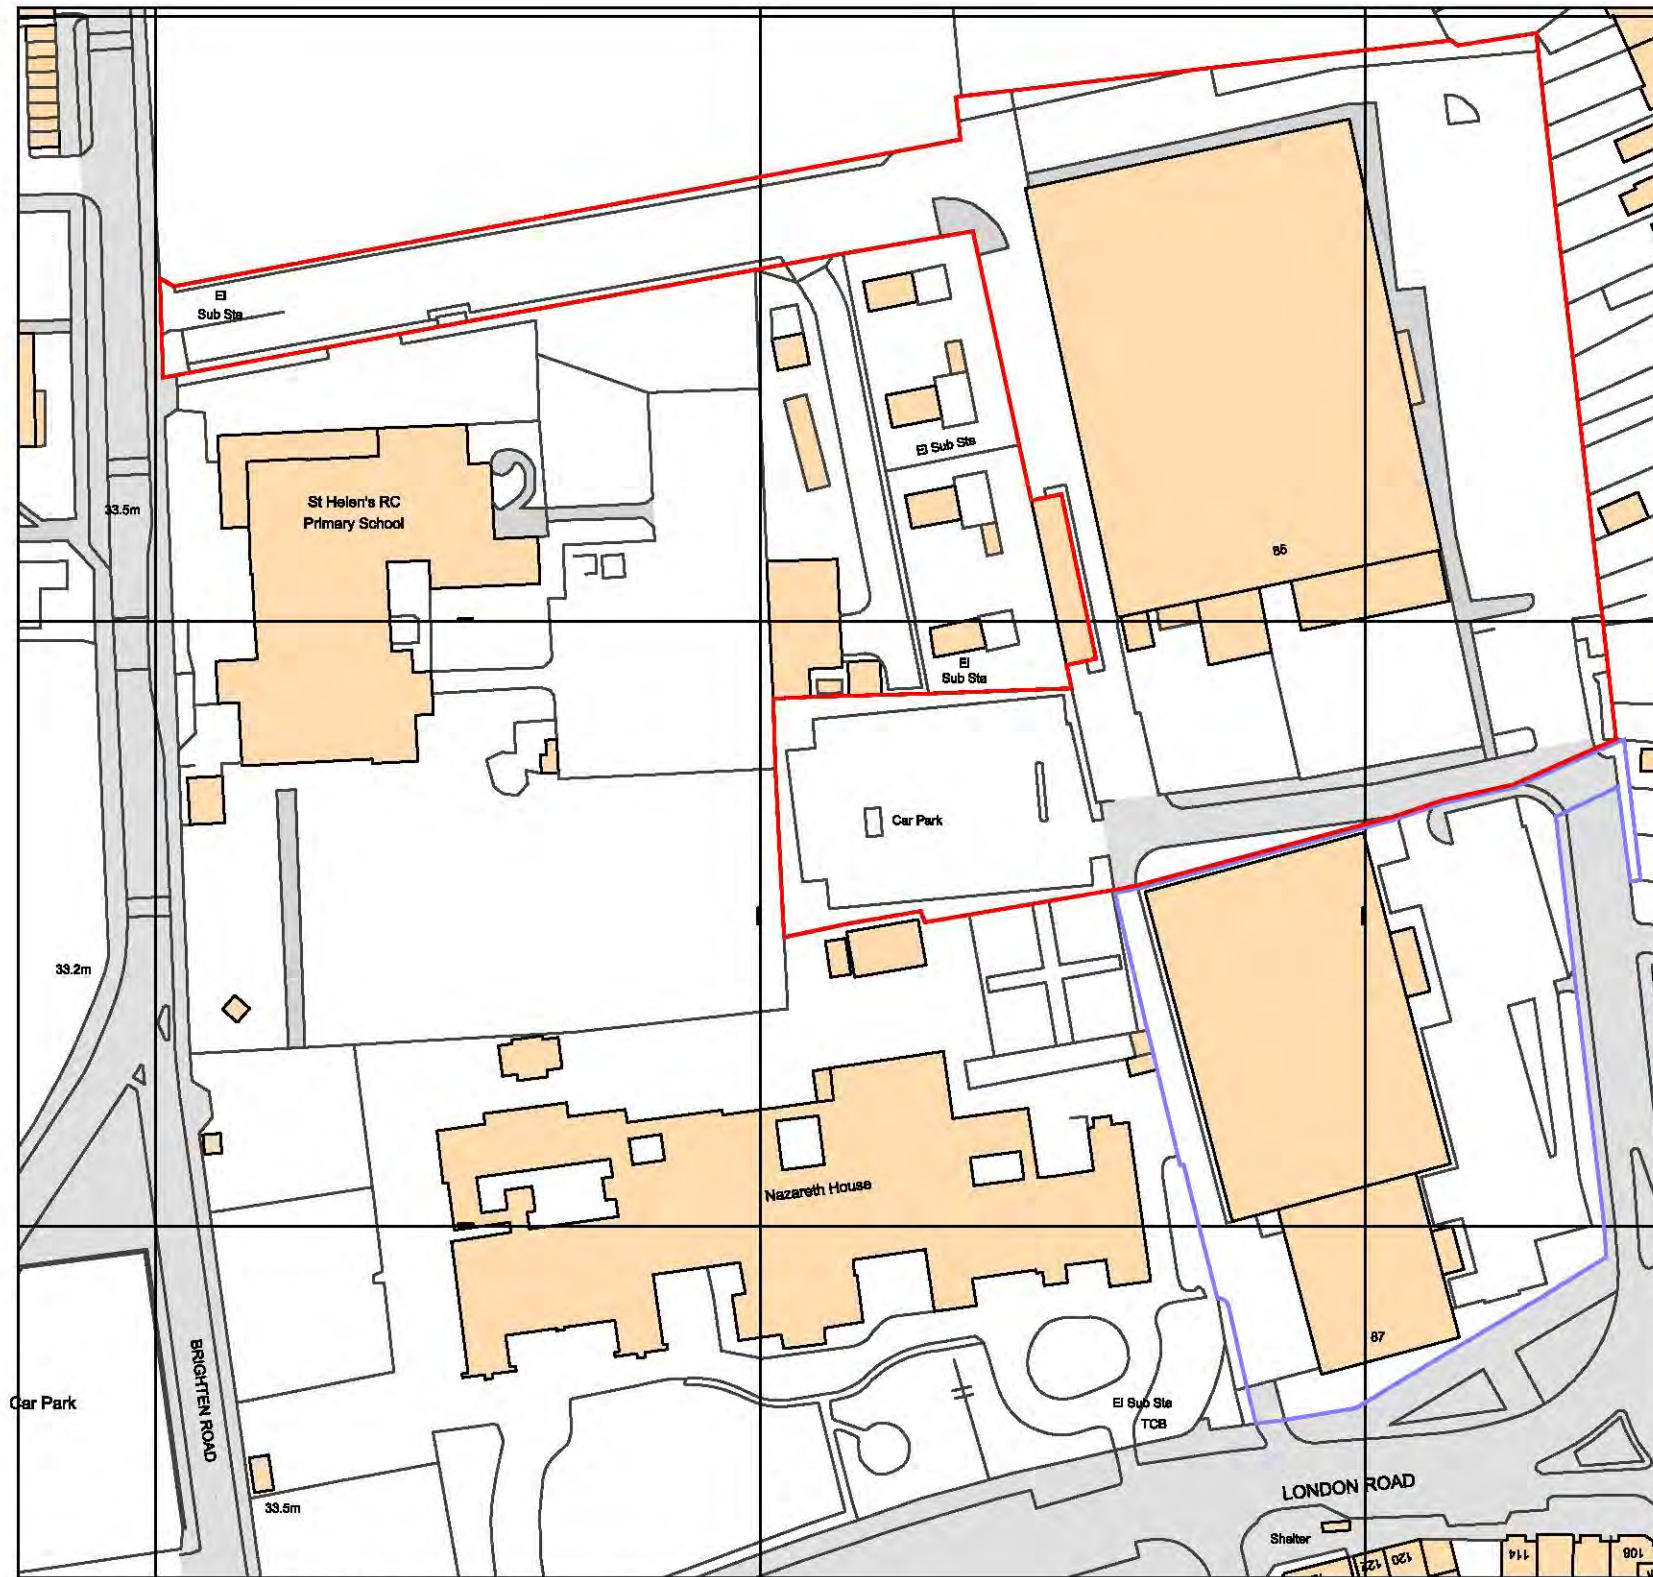 El
Sub Sta
El Sub Sta
St Helen's RC
Primary School
33.5m
85
El
Sub Sta
Car Park
33.2m
Nazareth House
87
BRIGHTEN ROAD
Car Park
El Sub Sta
TCB
LONDON ROAD
33.5m
Shelter
122
120
114
108